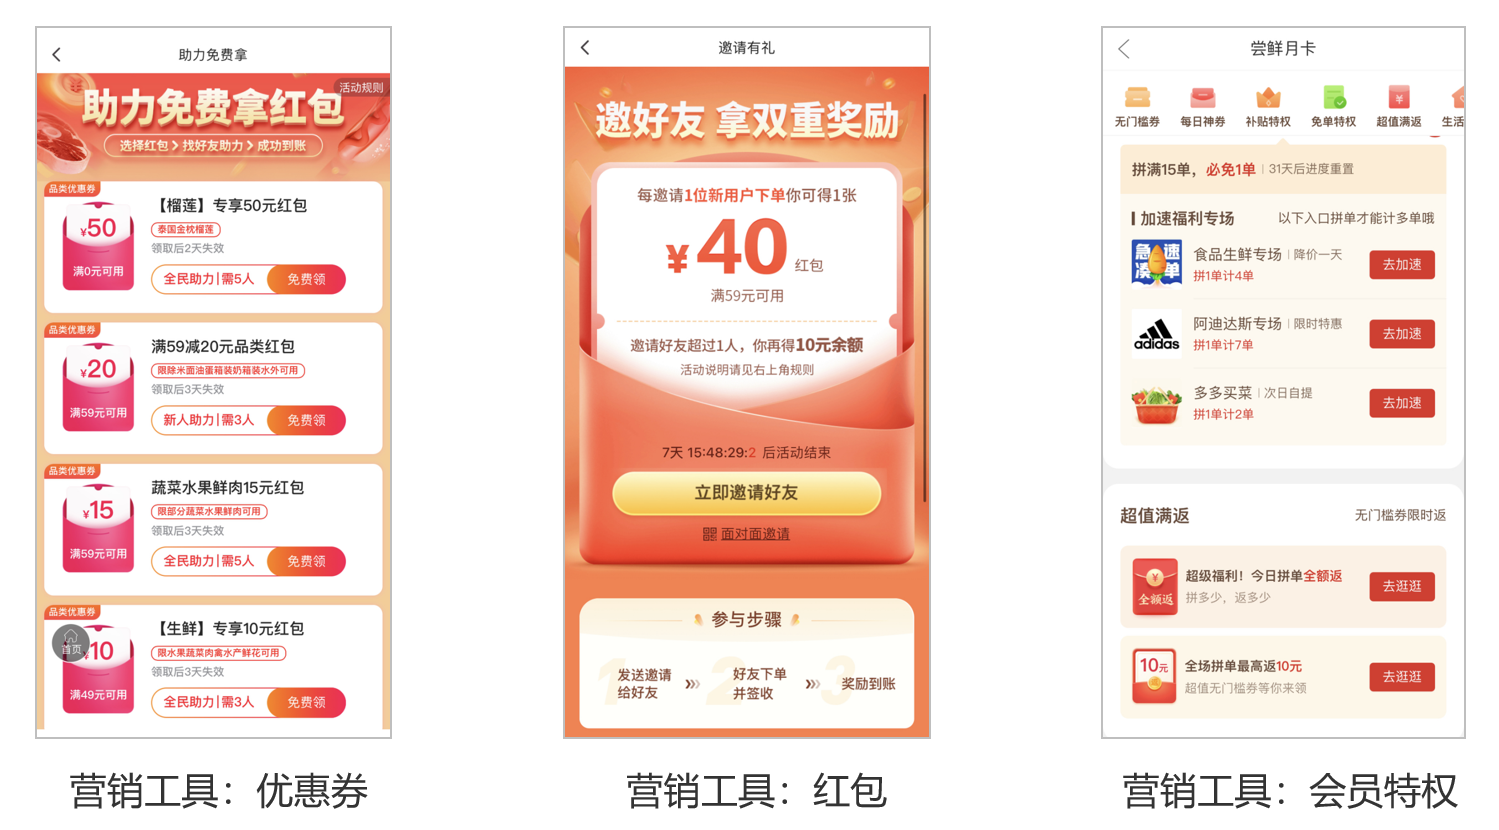 助力免费拿
活动规则
助力免费拿红包
选择红包 > 找好友助力 > 成功到账
品类优惠券
¥50
满0元可用
【榴莲】专享50元红包
泰国金枕榴莲
领取后2天失效
全民助力|需5人
免费领
品类优惠券
¥20
满59元可用
满59减20元品类红包
限除米面油蛋箱装奶箱装水外可用
领取后3天失效
新人助力|需3人
免费领
品类优惠券
¥15
满59元可用
蔬菜水果鲜肉15元红包
限部分蔬菜水果鲜肉可用
领取后3天失效
全民助力|需5人
免费领
品类优惠券
首页
¥10
满49元可用
【生鲜】专享10元红包
限水果蔬菜肉禽水产鲜花可用
领取后3天失效
全民助力|需3人
免费领
营销工具：优惠券
邀请有礼
邀好友 拿双重奖励
每邀请1位新用户下单你可得1张
¥40 红包
满59元可用
邀请好友超过1人，你再得10元余额
活动说明请见右上角规则
7天 15:48:29:2 后活动结束
立即邀请好友
面对面邀请
参与步骤
1
发送邀请
给好友
2
好友下单
并签收
3
奖励到账
营销工具：红包
尝鲜月卡
无门槛券
每日神券
补贴特权
免单特权
超值满返
生活
拼满15单，必免1单 | 31天后进度重置
加速福利专场
以下入口拼单才能计多单哦
急速
凑单
食品生鲜专场 | 降价一天
拼1单计4单
去加速
adidas
阿迪达斯专场 | 限时特惠
拼1单计7单
去加速
多多买菜 | 次日自提
拼1单计2单
去加速
超值满返
无门槛券限时返
¥
全额返
超级福利！今日拼单全额返
拼多少，返多少
去逛逛
10元
全场拼单最高返10元
超值无门槛券等你来领
去逛逛
营销工具：会员特权